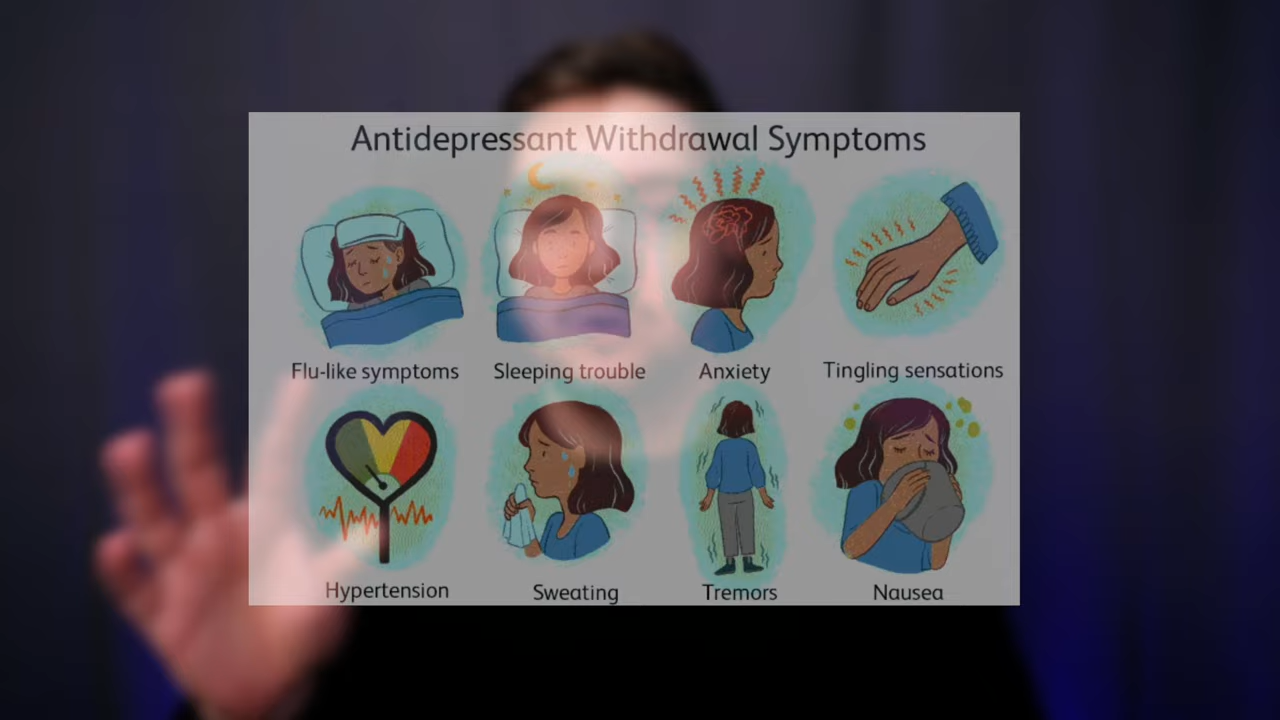 Antidepressant Withdrawal Symptoms
Flu-like symptoms
Sleeping trouble
Anxiety
Tingling sensations
Hypertension
Sweating
Tremors
Nausea